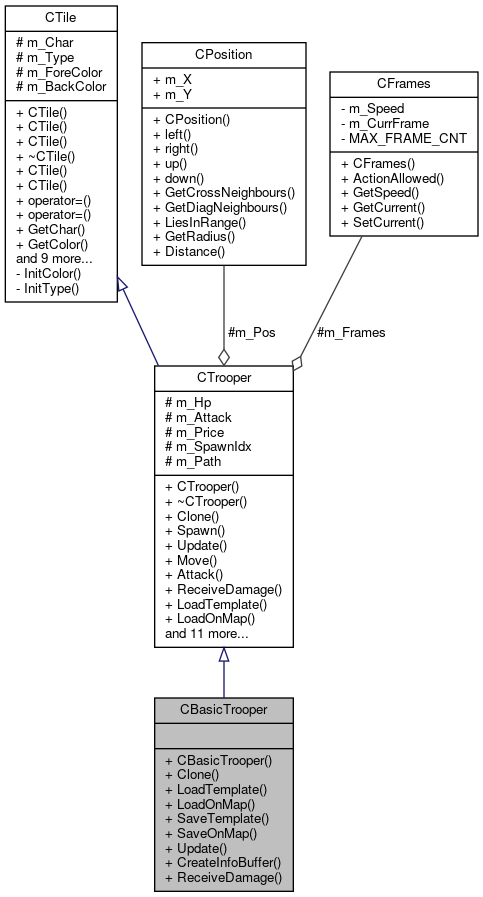 CTile
# m_Char
# m_Type
# m_ForeColor
# m_BackColor
+ CTile()
+ CTile()
+ CTile()
+ ~CTile()
+ CTile()
+ CTile()
+ operator=()
+ operator=()
+ GetChar()
+ GetColor()
and 9 more...
- InitColor()
- InitType()
CPosition
+ m_X
+ m_Y
+ CPosition()
+ left()
+ right()
+ up()
+ down()
+ GetCrossNeighbours()
+ GetDiagNeighbours()
+ LiesInRange()
+ GetRadius()
+ Distance()
CFrames
- m_Speed
- m_CurrFrame
- MAX_FRAME_CNT
+ CFrames()
+ ActionAllowed()
+ GetSpeed()
+ GetCurrent()
+ SetCurrent()
#m_Pos
#m_Frames
CTrooper
# m_Hp
# m_Attack
# m_Price
# m_SpawnIdx
# m_Path
+ CTrooper()
+ ~CTrooper()
+ Clone()
+ Spawn()
+ Update()
+ Move()
+ Attack()
+ ReceiveDamage()
+ LoadTemplate()
+ LoadOnMap()
and 11 more...
CBasicTrooper
+ CBasicTrooper()
+ Clone()
+ LoadTemplate()
+ LoadOnMap()
+ SaveTemplate()
+ SaveOnMap()
+ Update()
+ CreateInfoBuffer()
+ ReceiveDamage()